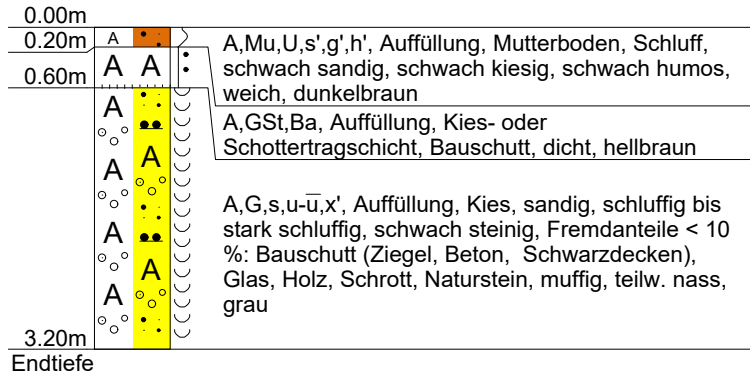 0.00m
0.20m
0.60m
3.20m
Endtiefe
A
A A
A
A
A
A
A
A
A,Mu,U,s',g',h', Auffüllung, Mutterboden, Schluff,
schwach sandig, schwach kiesig, schwach humos,
weich, dunkelbraun
A,GSt,Ba, Auffüllung, Kies- oder
Schottertragschicht, Bauschutt, dicht, hellbraun
A,G,s,u-u̅,x', Auffüllung, Kies, sandig, schluffig bis
stark schluffig, schwach steinig, Fremdanteile < 10
%: Bauschutt (Ziegel, Beton, Schwarzdecken),
Glas, Holz, Schrott, Naturstein, muffig, teilw. nass,
grau